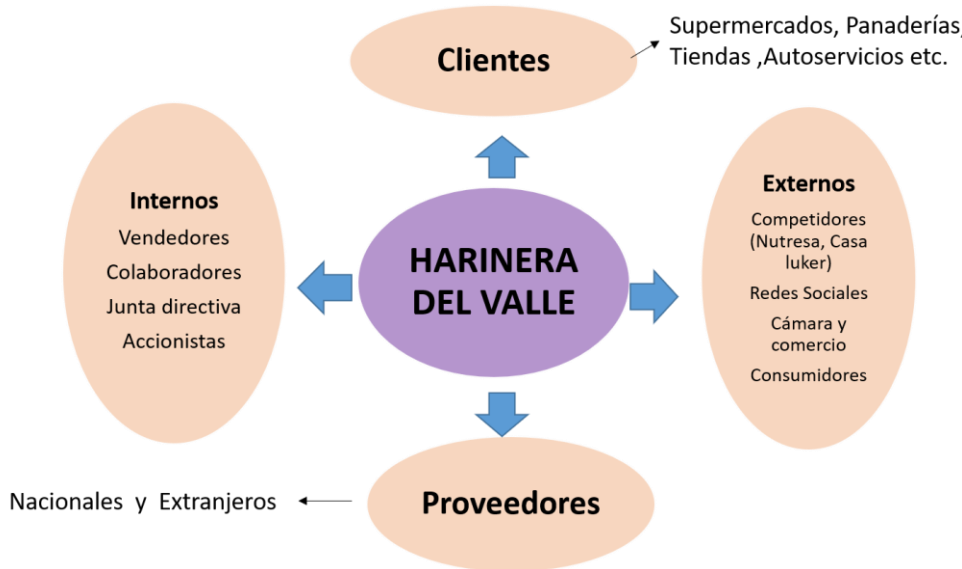 Supermercados, Panaderías,
Tiendas ,Autoservicios etc.
Clientes
Internos
Vendedores
Colaboradores
Junta directiva
Accionistas
HARINERA
DEL VALLE
Externos
Competidores
(Nutresa, Casa
luker)
Redes Sociales
Cámara y
comercio
Consumidores
Nacionales y Extranjeros
Proveedores